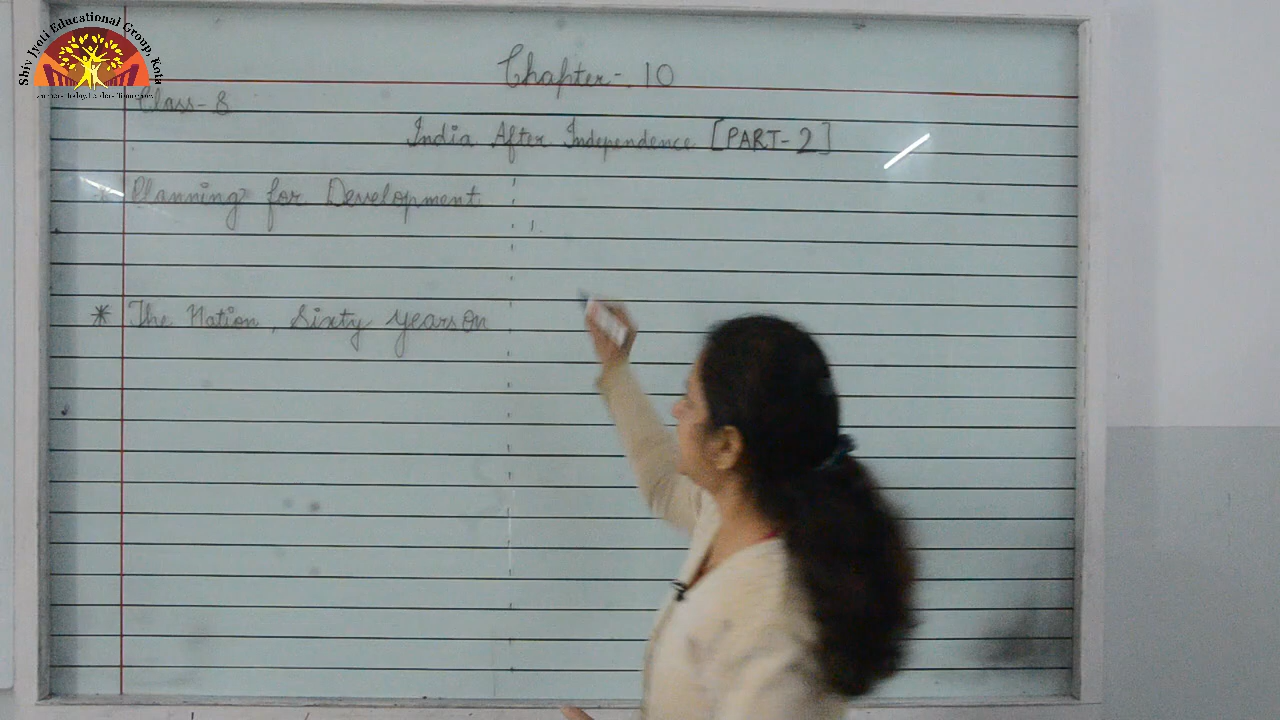 Shiv Jyoti Educational Group, Kota
Chapter - 10
Class - 8
India After Independence [PART-2]
* Planning for Development
* The Nation, Sixty years on